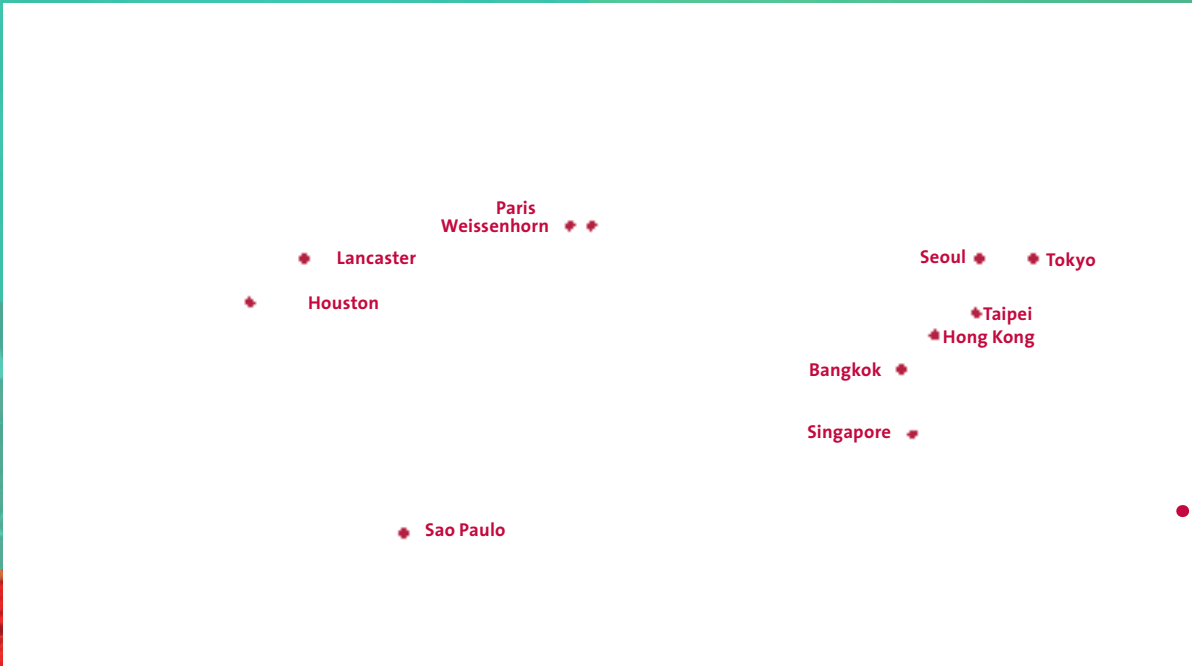 Paris
Weissenhorn
Lancaster
Seoul
Tokyo
Houston
Taipei
Hong Kong
Bangkok
Singapore
Sao Paulo